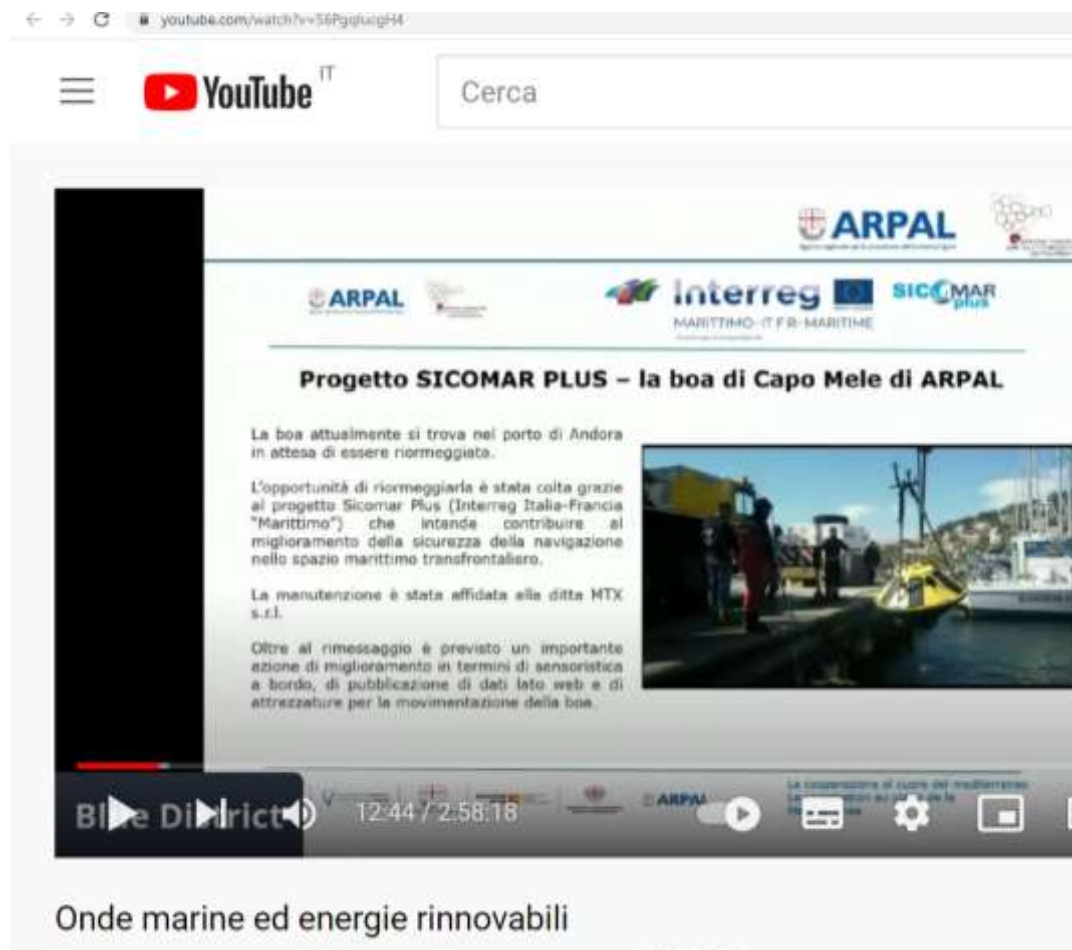 youtube.com/watch?v=S6PgqlucgH4
YouTube IT
Cerca
ARPAL
ARPAL
Interreg
SICOMAR
plus
MARITTIMO-IT FR-MARITIME
Progetto SICOMAR PLUS – la boa di Capo Mele di ARPAL
La boa attualmente si trova nel porto di Andora
in attesa di essere riormeggiata.
L'opportunità di riormeggiarla è stata colta grazie
al progetto Sicomar Plus (Interreg Italia-Francia
"Marittimo") che intende contribuire al
miglioramento della sicurezza della navigazione
nello spazio marittimo transfrontaliero.
La manutenzione è stata affidata alla ditta MTX
s.r.l.
Oltre al rimessaggio è previsto un importante
azione di miglioramento in termini di sensoristica
a bordo, di pubblicazione di dati lato web e di
attrezzature per la movimentazione della boa.
ARPAL
La cooperazione al cuore del mediterraneo
Blue District
12:44 / 2:58:18
Onde marine ed energie rinnovabili